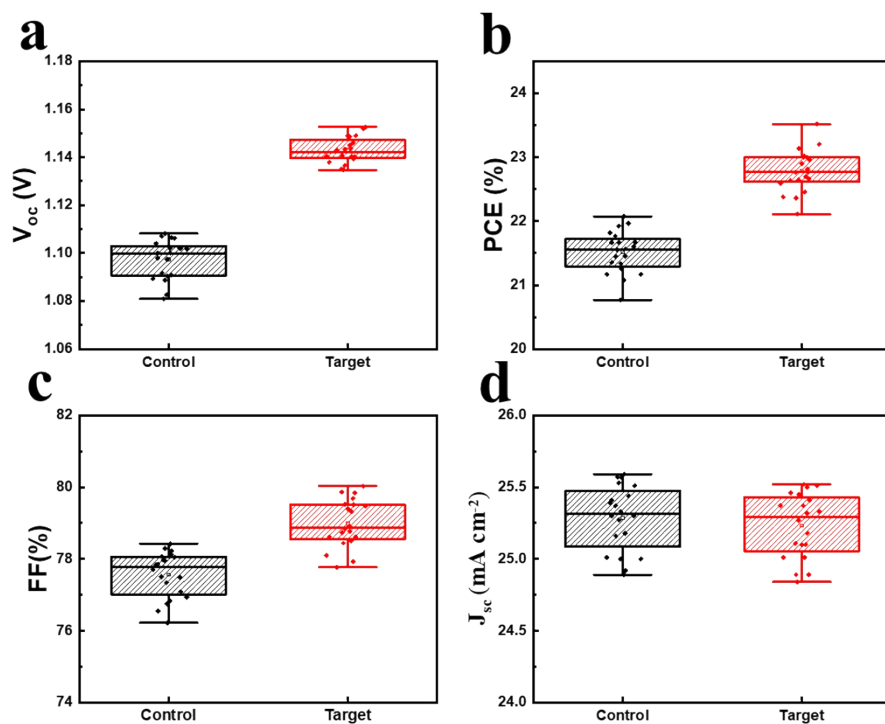 a
1.18
1.16
1.14
1.12
1.10
1.08
1.06
V_oc (V)
Control
Target
b
24
23
22
21
20
PCE (%)
Control
Target
c
82
80
78
76
74
FF(%)
Control
Target
d
26.0
25.5
25.0
24.5
24.0
J_sc (mA cm⁻²)
Control
Target